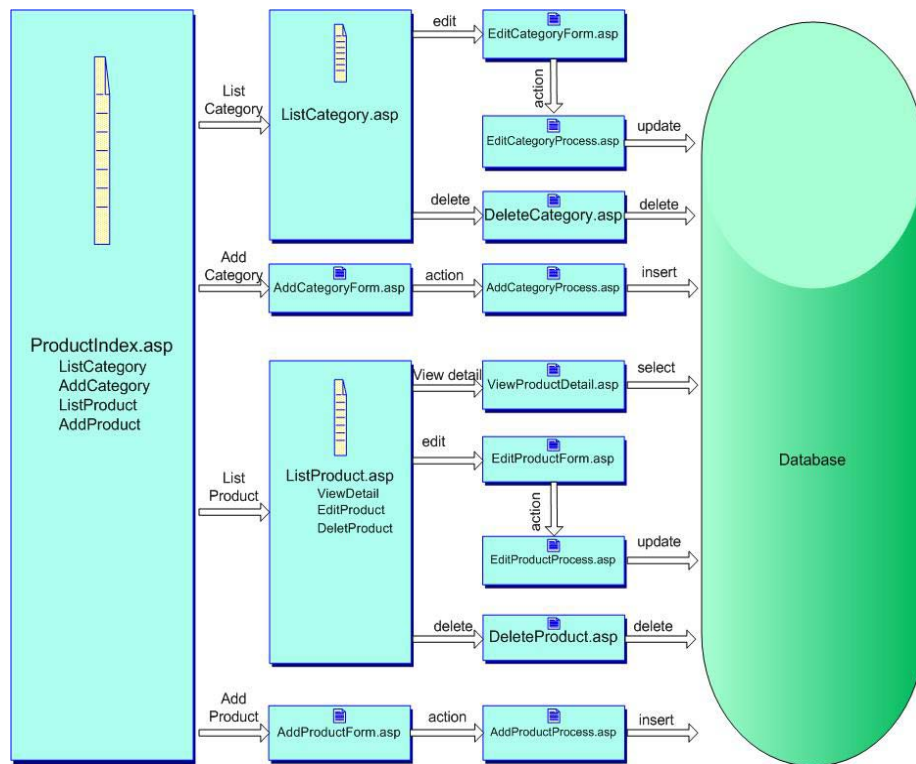 ProductIndex.asp
ListCategory
AddCategory
ListProduct
AddProduct
List
Category
ListCategory.asp
edit
EditCategoryForm.asp
action
EditCategoryProcess.asp
update
delete
DeleteCategory.asp
delete
Add
Category
AddCategoryForm.asp
action
AddCategoryProcess.asp
insert
List
Product
ListProduct.asp
ViewDetail
EditProduct
DeletProduct
View detail
ViewProductDetail.asp
select
edit
EditProductForm.asp
action
EditProductProcess.asp
update
delete
DeleteProduct.asp
delete
Add
Product
AddProductForm.asp
action
AddProductProcess.asp
insert
Database